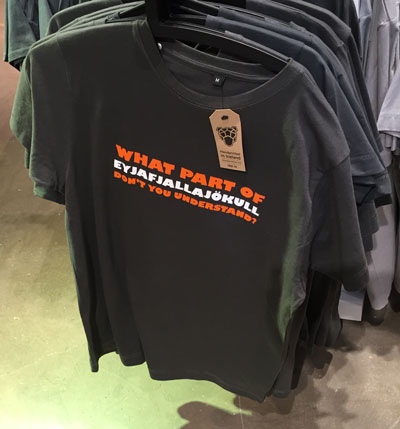 M
WHAT PART OF
EYJAFJALLAJÖKULL
DON'T YOU UNDERSTAND?